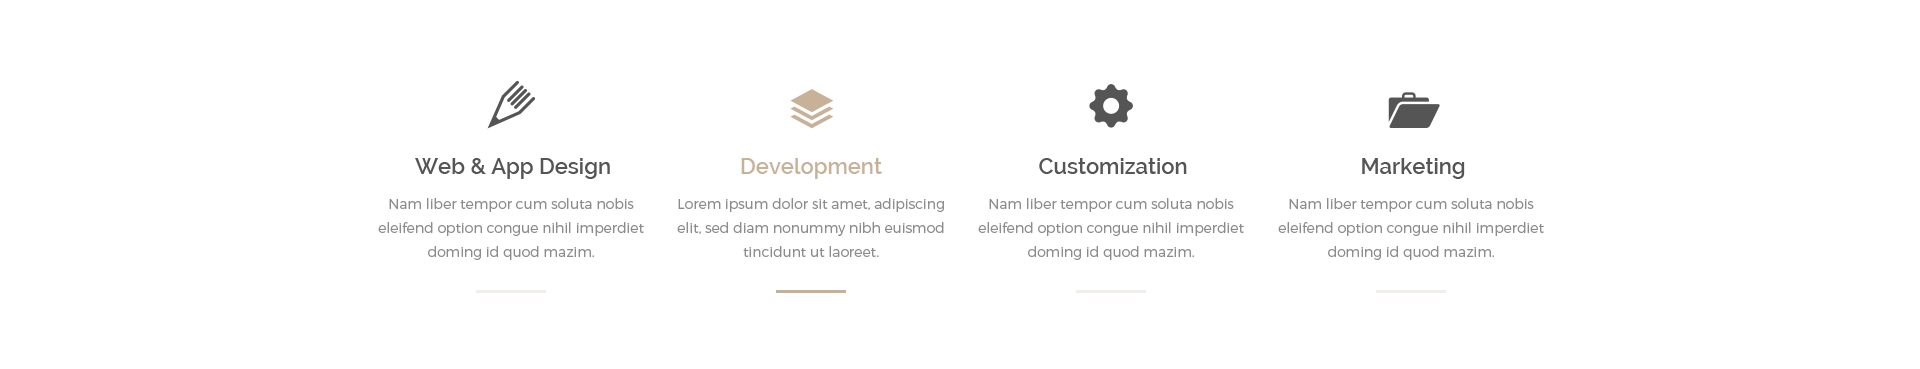 Web & App Design
Nam liber tempor cum soluta nobis
eleifend option congue nihil imperdiet
doming id quod mazim.
Development
Lorem ipsum dolor sit amet, adipiscing
elit, sed diam nonummy nibh euismod
tincidunt ut laoreet.
Customization
Nam liber tempor cum soluta nobis
eleifend option congue nihil imperdiet
doming id quod mazim.
Marketing
Nam liber tempor cum soluta nobis
eleifend option congue nihil imperdiet
doming id quod mazim.